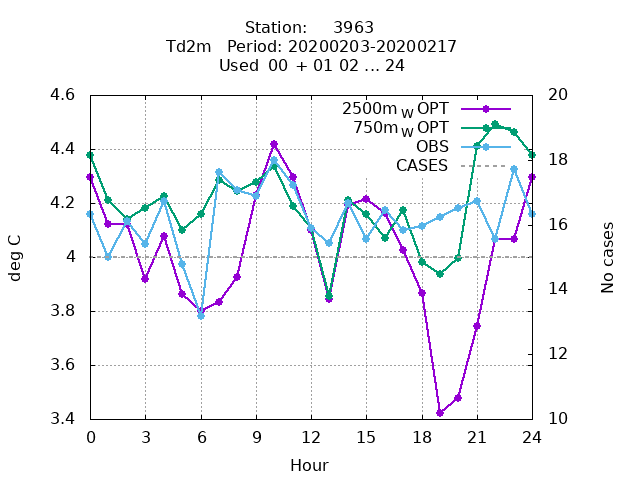 Station: 3963
Td2m Period: 20200203-20200217
Used 00 + 01 02 ... 24
4.6
4.4
4.2
4
3.8
3.6
3.4
deg C
20
18
16
14
12
10
No cases
2500m W OPT
750m W OPT
OBS
CASES
0 3 6 9 12 15 18 21 24
Hour